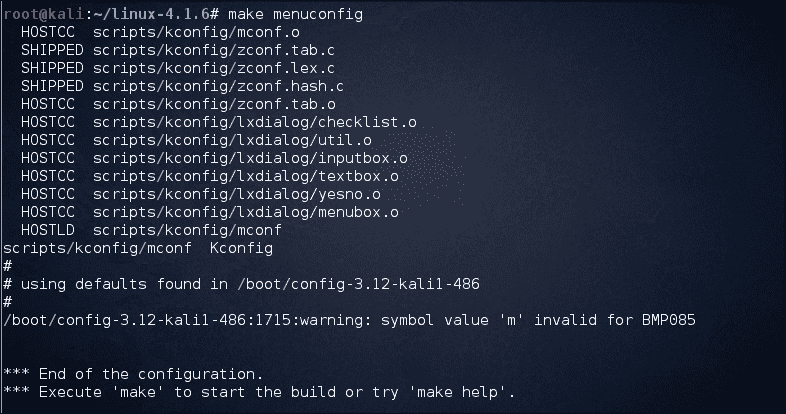 root@kali:~/linux-4.1.6# make menuconfig
  HOSTCC  scripts/kconfig/mconf.o
  SHIPPED scripts/kconfig/zconf.tab.c
  SHIPPED scripts/kconfig/zconf.lex.c
  SHIPPED scripts/kconfig/zconf.hash.c
  HOSTCC  scripts/kconfig/zconf.tab.o
  HOSTCC  scripts/kconfig/lxdialog/checklist.o
  HOSTCC  scripts/kconfig/lxdialog/util.o
  HOSTCC  scripts/kconfig/lxdialog/inputbox.o
  HOSTCC  scripts/kconfig/lxdialog/textbox.o
  HOSTCC  scripts/kconfig/lxdialog/yesno.o
  HOSTCC  scripts/kconfig/lxdialog/menubox.o
  HOSTLD  scripts/kconfig/mconf
scripts/kconfig/mconf  Kconfig
#
# using defaults found in /boot/config-3.12-kali1-486
#
/boot/config-3.12-kali1-486:1715:warning: symbol value 'm' invalid for BMP085
*** End of the configuration.
*** Execute 'make' to start the build or try 'make help'.